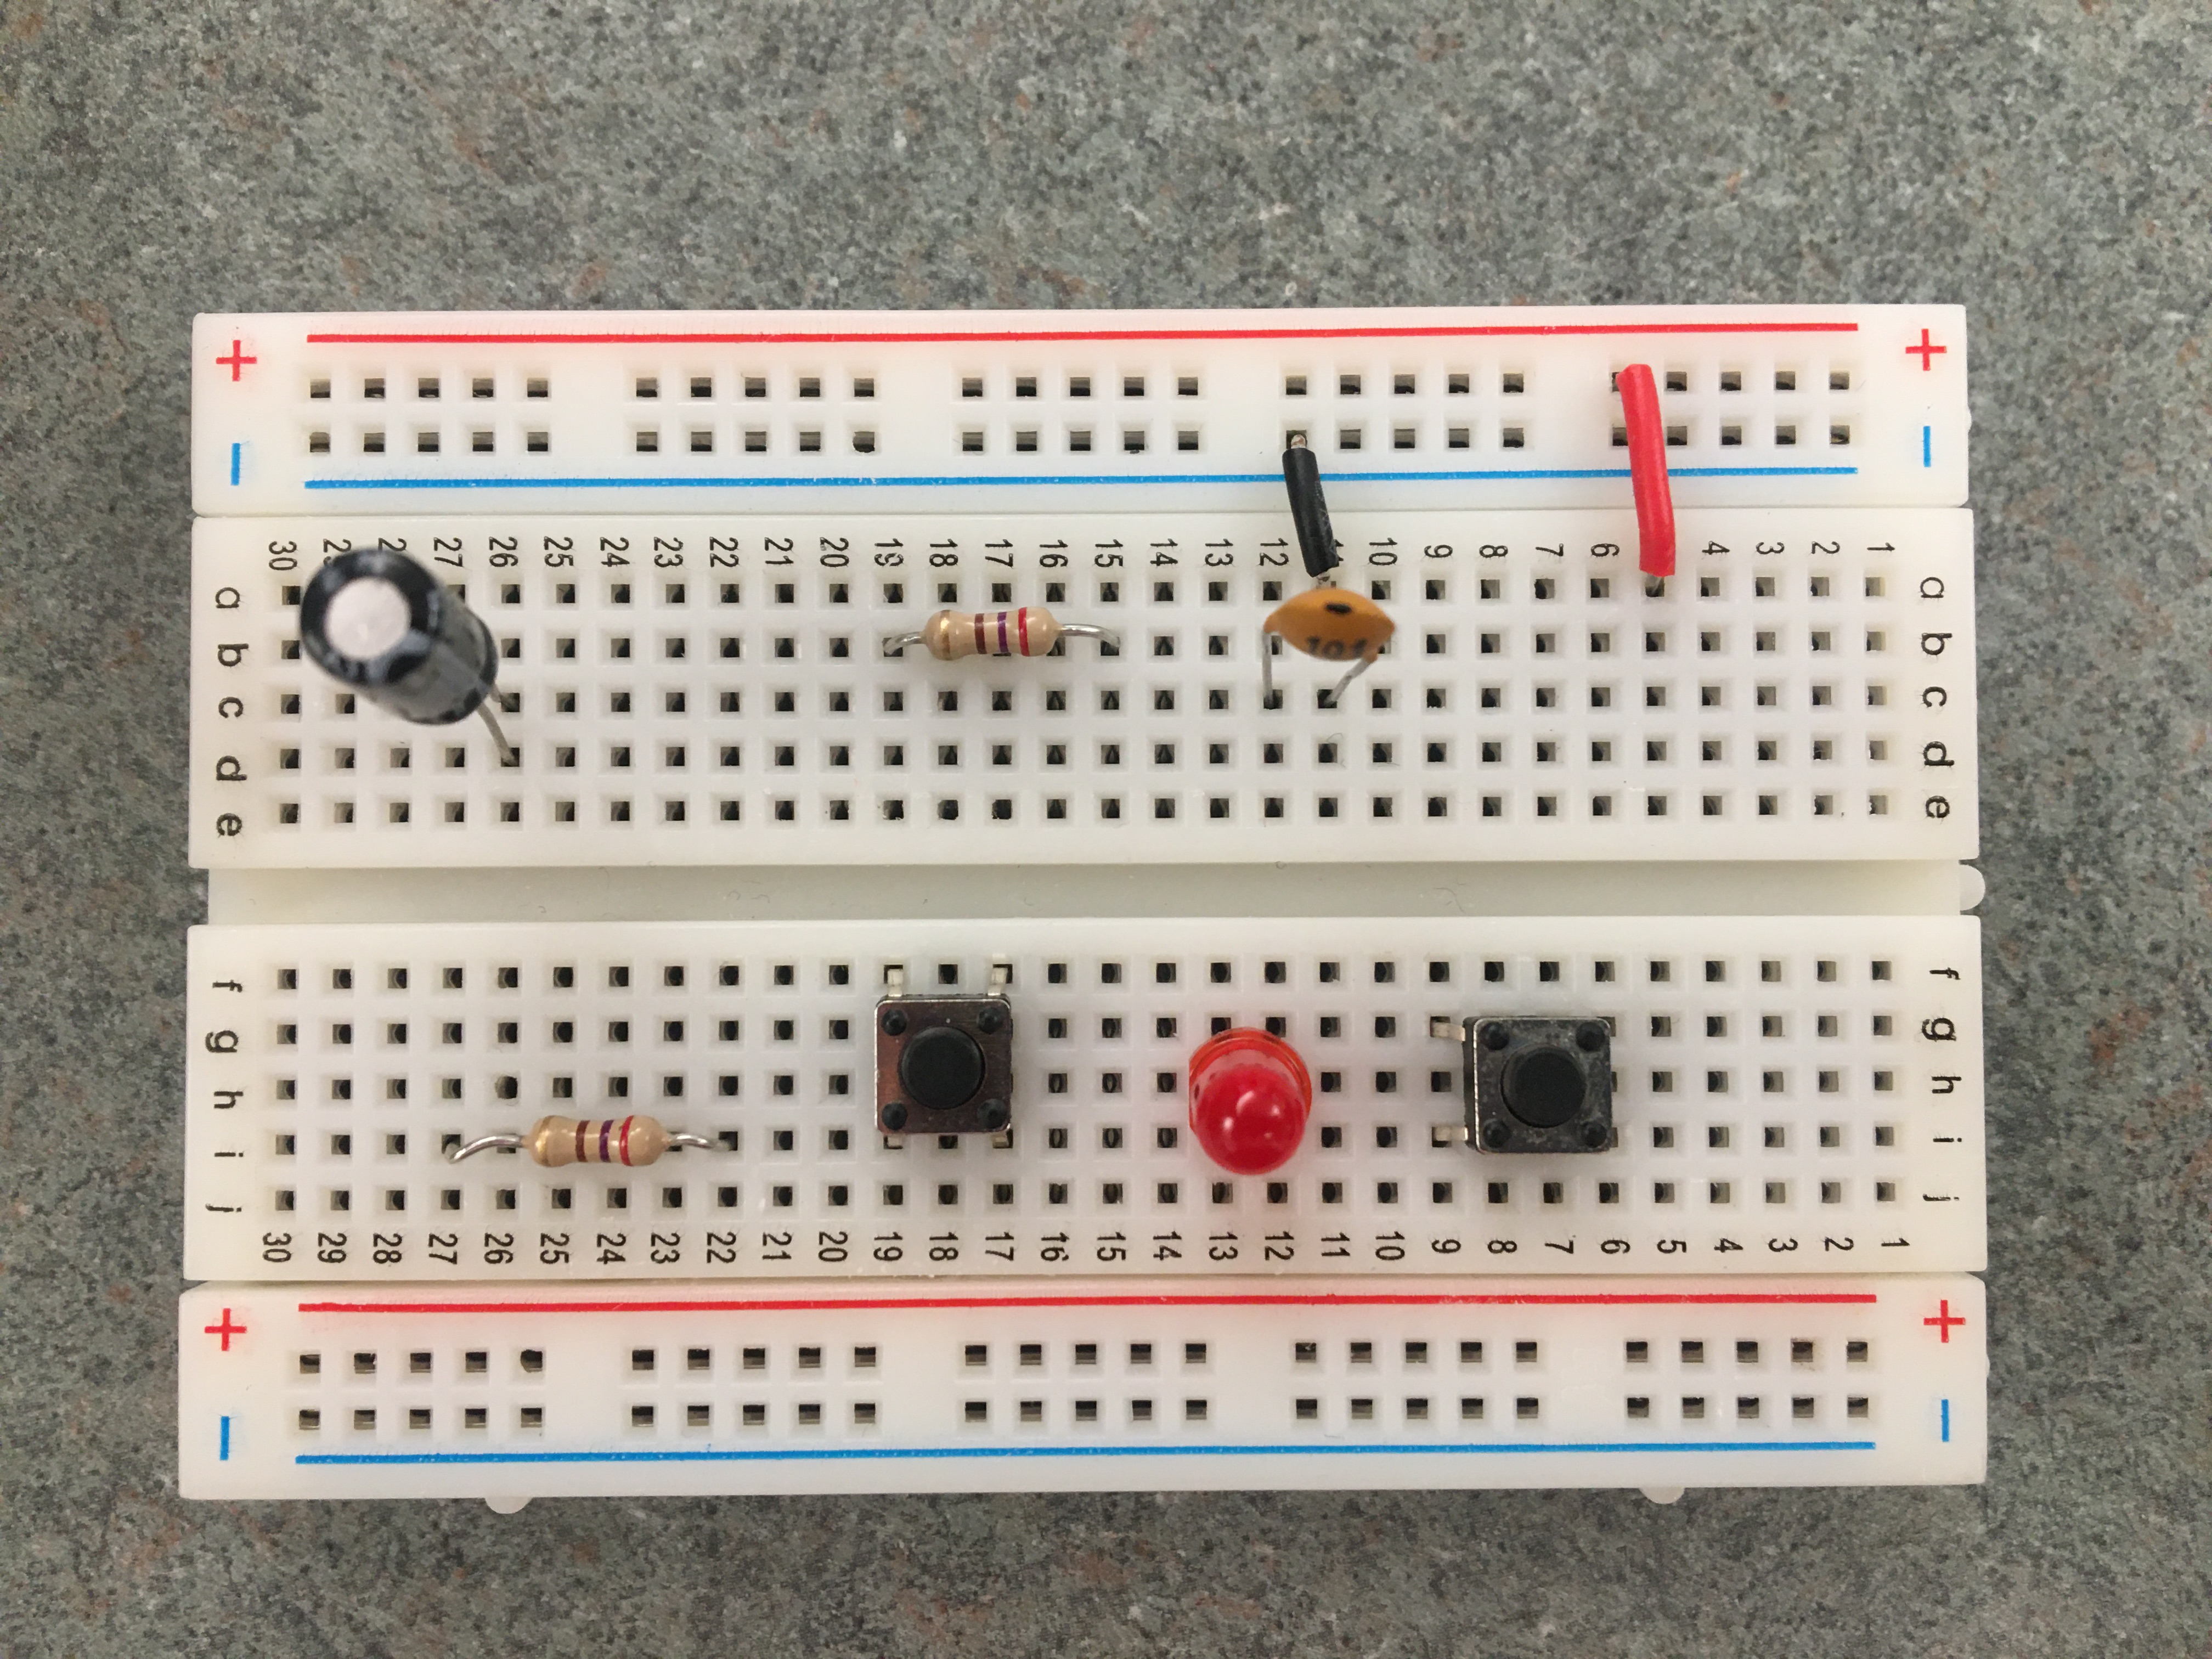 − −
+ +
1 2 3 4 5 6 7 8 9 10 11 12 13 14 15 16 17 18 19 20 21 22 23 24 25 26 27 28 29 30
j j
i i
h h
g g
f f
e e
d d
c c
b 101 b
a a
1 2 3 4 6 7 8 9 10 12 13 14 15 16 17 18 19 20 21 22 23 24 25 26 27 30
− −
+ +